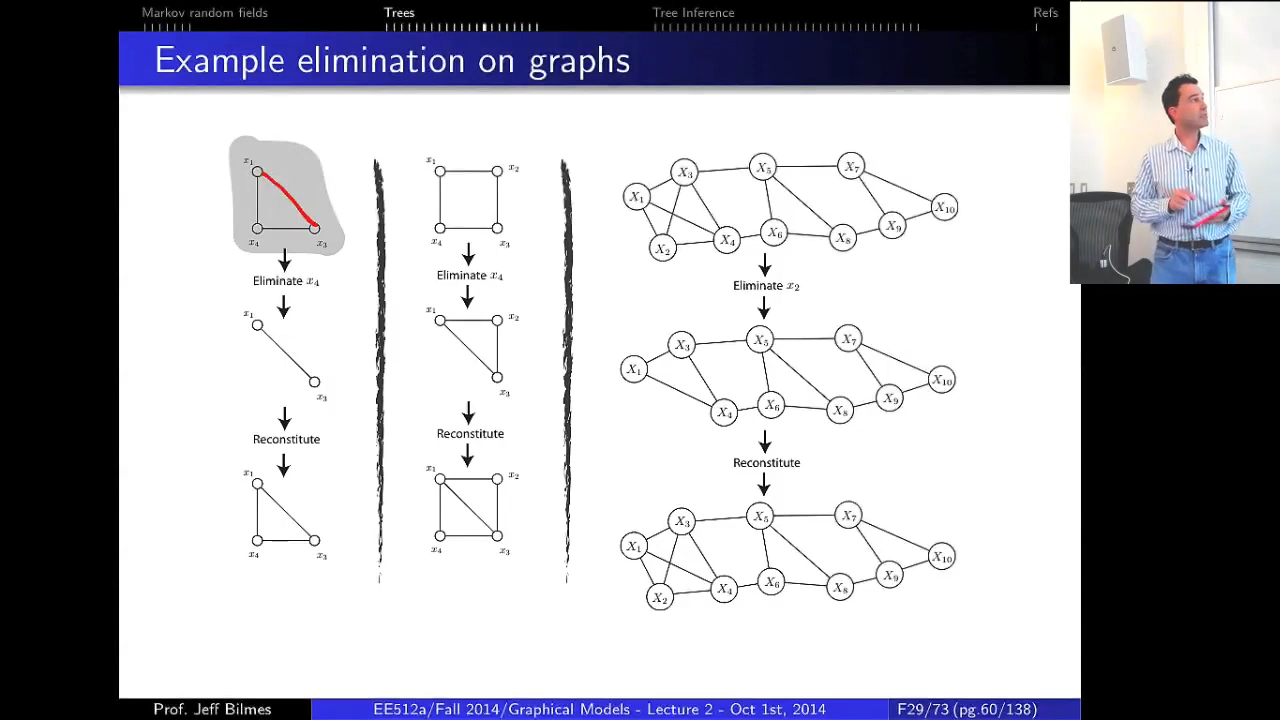 Markov random fields Trees Tree Inference Refs
Example elimination on graphs
x1
x4 x3
Eliminate x4
x1
x3
Reconstitute
x1
x4 x3
x1 x2
x4 x3
Eliminate x4
x1 x2
x3
Reconstitute
x1 x2
x4 x3
X3 X5 X7
X1 X10
X2 X4 X6 X8 X9
Eliminate x2
X3 X5 X7
X1 X10
X4 X6 X8 X9
Reconstitute
X3 X5 X7
X1 X10
X2 X4 X6 X8 X9
Prof. Jeff Bilmes EE512a/Fall 2014/Graphical Models - Lecture 2 - Oct 1st, 2014 F29/73 (pg.60/138)